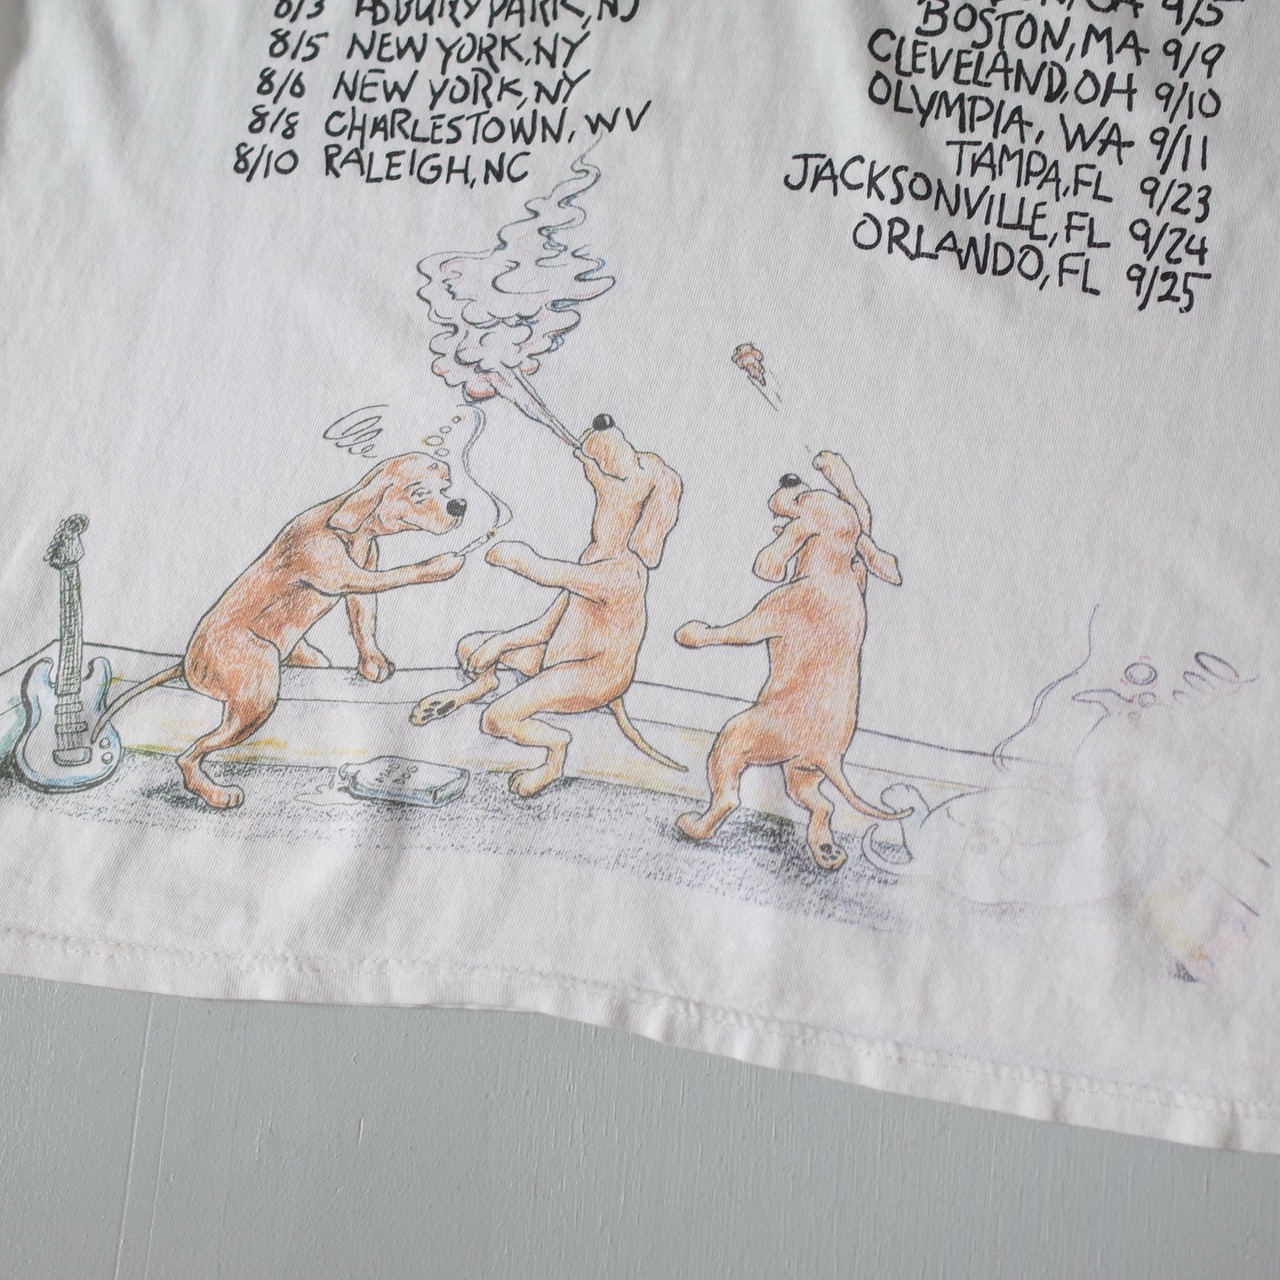 8/3 ASBURY PARK, NJ
8/5 NEW YORK, NY
8/6 NEW YORK, NY
8/8 CHARLESTOWN, WV
8/10 RALEIGH, NC
9/5
BOSTON, MA 9/9
CLEVELAND, OH 9/10
OLYMPIA, WA 9/11
TAMPA, FL 9/23
JACKSONVILLE, FL 9/24
ORLANDO, FL 9/25